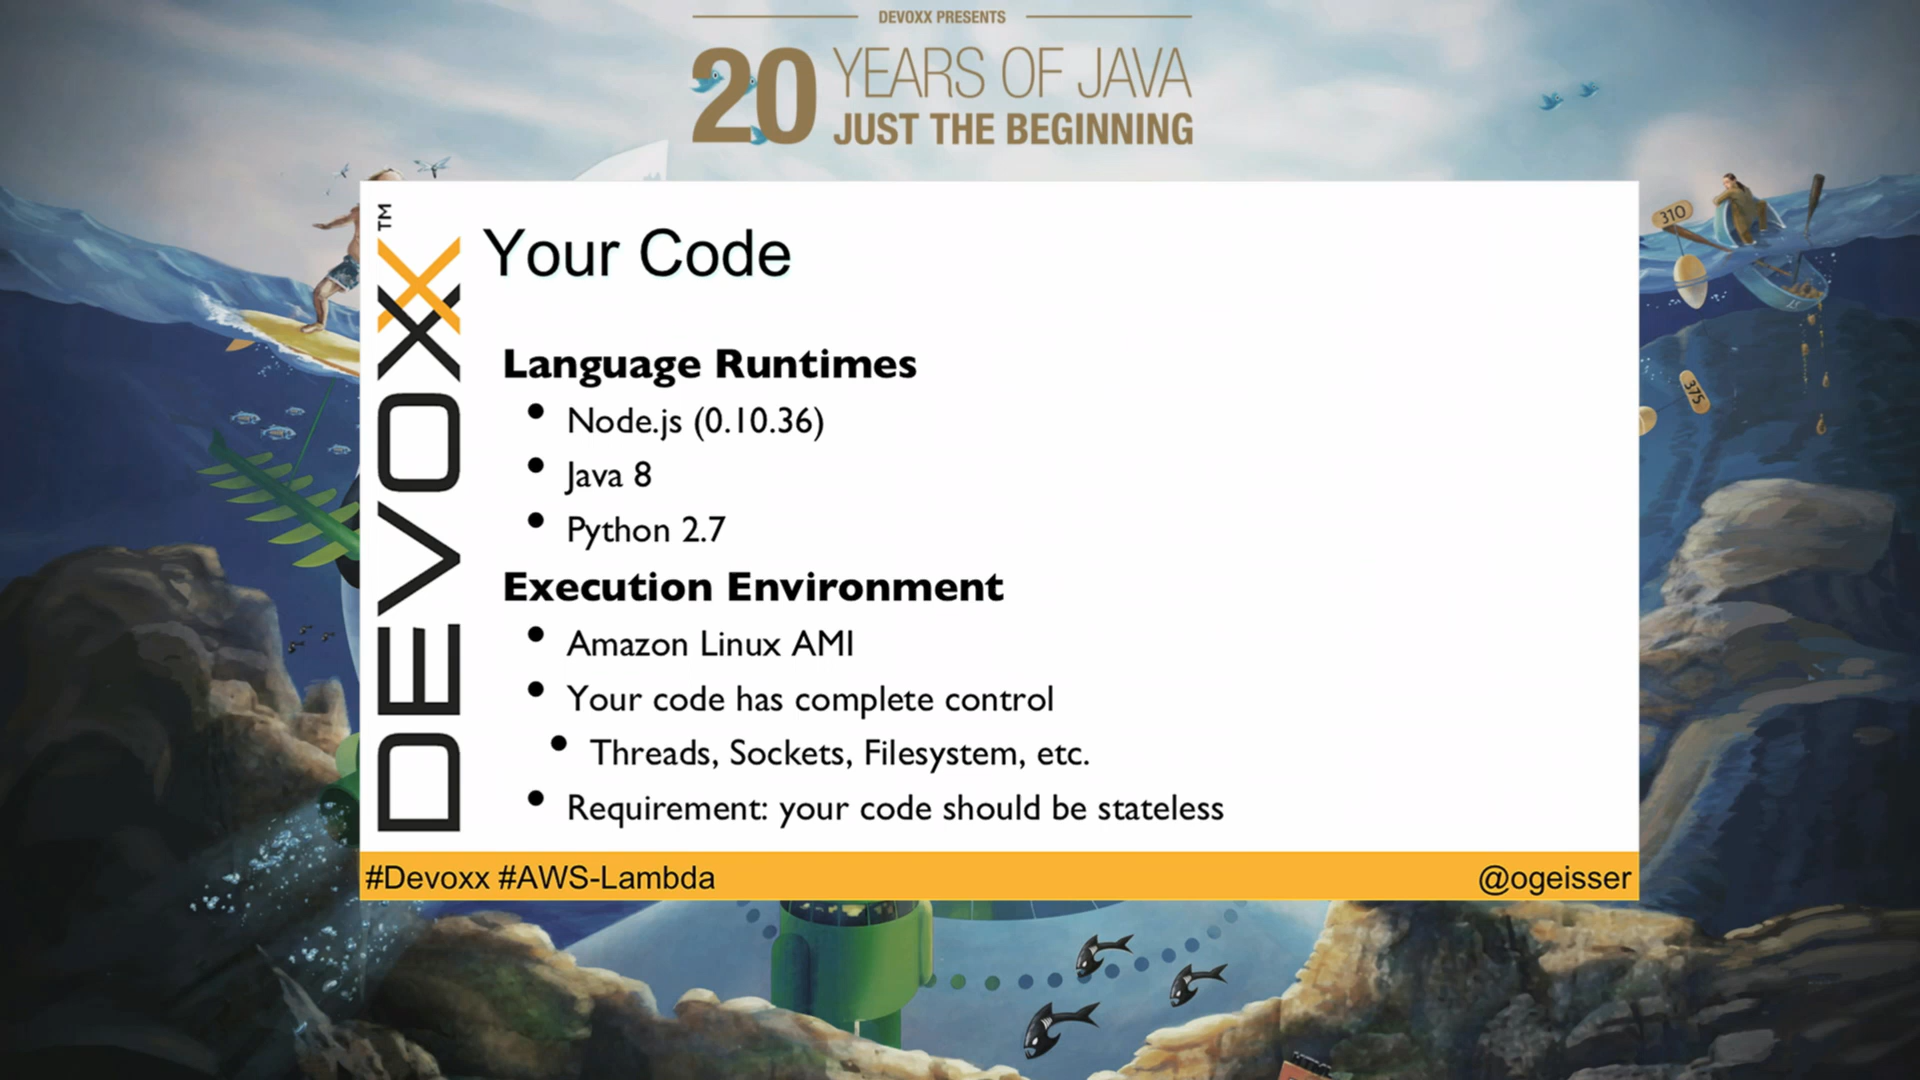 DEVOXX PRESENTS
20 YEARS OF JAVA
JUST THE BEGINNING
DEVOXX™
Your Code
Language Runtimes
• Node.js (0.10.36)
• Java 8
• Python 2.7
Execution Environment
• Amazon Linux AMI
• Your code has complete control
• Threads, Sockets, Filesystem, etc.
• Requirement: your code should be stateless
#Devoxx #AWS-Lambda
@ogeisser
310
375